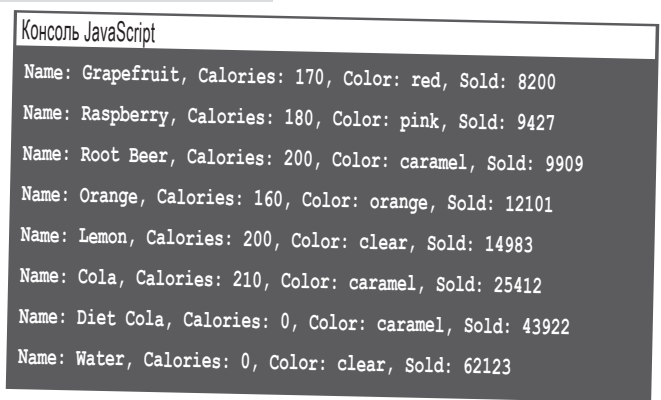 Консоль JavaScript
Name: Grapefruit, Calories: 170, Color: red, Sold: 8200
Name: Raspberry, Calories: 180, Color: pink, Sold: 9427
Name: Root Beer, Calories: 200, Color: caramel, Sold: 9909
Name: Orange, Calories: 160, Color: orange, Sold: 12101
Name: Lemon, Calories: 200, Color: clear, Sold: 14983
Name: Cola, Calories: 210, Color: caramel, Sold: 25412
Name: Diet Cola, Calories: 0, Color: caramel, Sold: 43922
Name: Water, Calories: 0, Color: clear, Sold: 62123